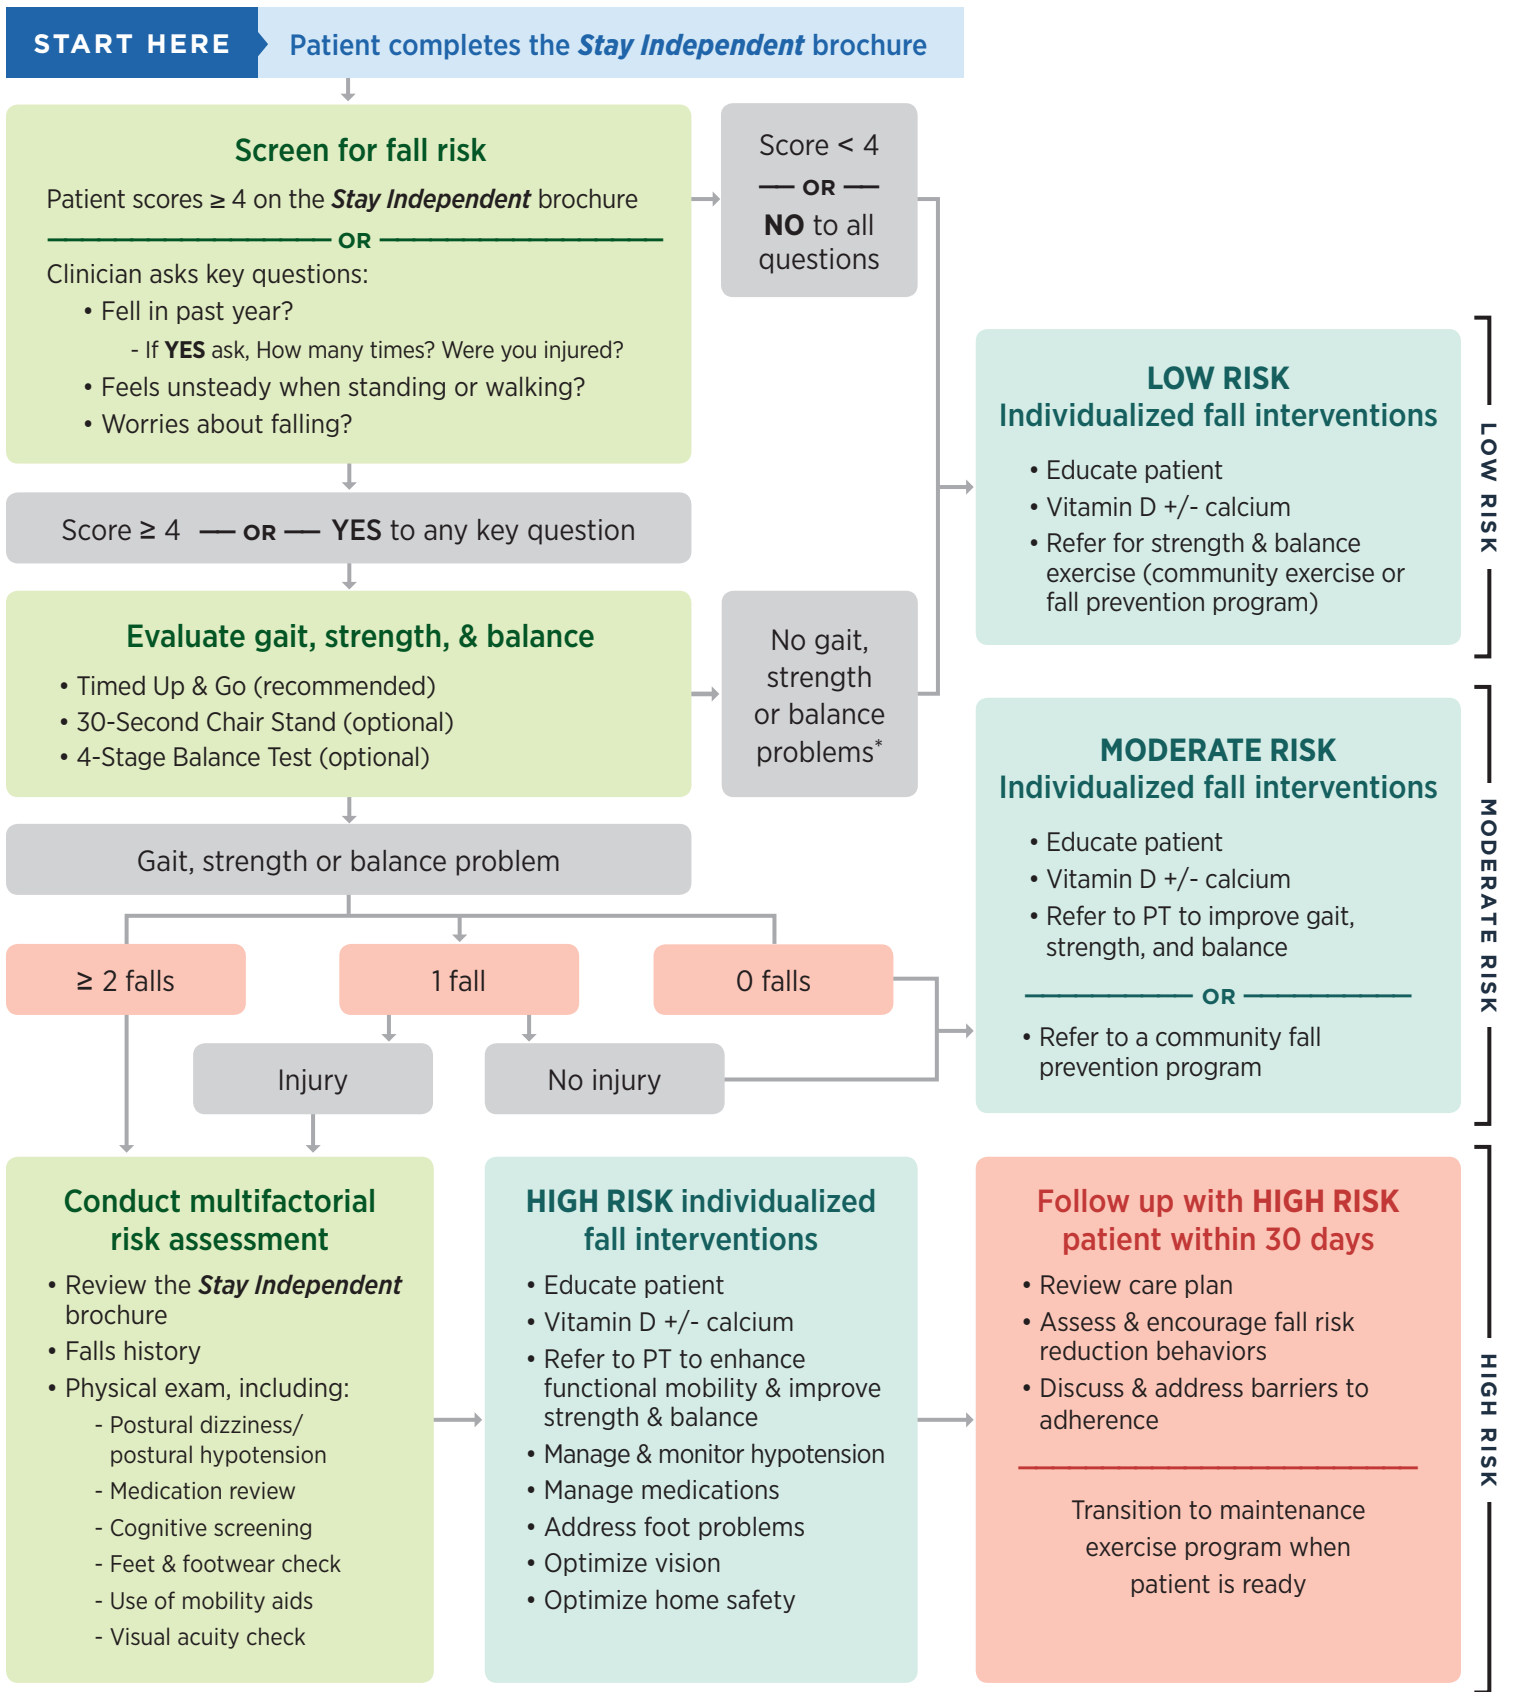 START HERE
Patient completes the Stay Independent brochure
Screen for fall risk
Patient scores ≥ 4 on the Stay Independent brochure
OR
Clinician asks key questions:
• Fell in past year?
- If YES ask, How many times? Were you injured?
• Feels unsteady when standing or walking?
• Worries about falling?
Score < 4
OR
NO to all
questions
Score ≥ 4 OR YES to any key question
Evaluate gait, strength, & balance
• Timed Up & Go (recommended)
• 30-Second Chair Stand (optional)
• 4-Stage Balance Test (optional)
No gait,
strength
or balance
problems*
LOW RISK
Individualized fall interventions
• Educate patient
• Vitamin D +/- calcium
• Refer for strength & balance
exercise (community exercise or
fall prevention program)
LOW RISK
Gait, strength or balance problem
≥ 2 falls
1 fall
0 falls
Injury
No injury
MODERATE RISK
Individualized fall interventions
• Educate patient
• Vitamin D +/- calcium
• Refer to PT to improve gait,
strength, and balance
OR
• Refer to a community fall
prevention program
MODERATE RISK
Conduct multifactorial
risk assessment
• Review the Stay Independent
brochure
• Falls history
• Physical exam, including:
- Postural dizziness/
postural hypotension
- Medication review
- Cognitive screening
- Feet & footwear check
- Use of mobility aids
- Visual acuity check
HIGH RISK individualized
fall interventions
• Educate patient
• Vitamin D +/- calcium
• Refer to PT to enhance
functional mobility & improve
strength & balance
• Manage & monitor hypotension
• Manage medications
• Address foot problems
• Optimize vision
• Optimize home safety
Follow up with HIGH RISK
patient within 30 days
• Review care plan
• Assess & encourage fall risk
reduction behaviors
• Discuss & address barriers to
adherence
Transition to maintenance
exercise program when
patient is ready
HIGH RISK